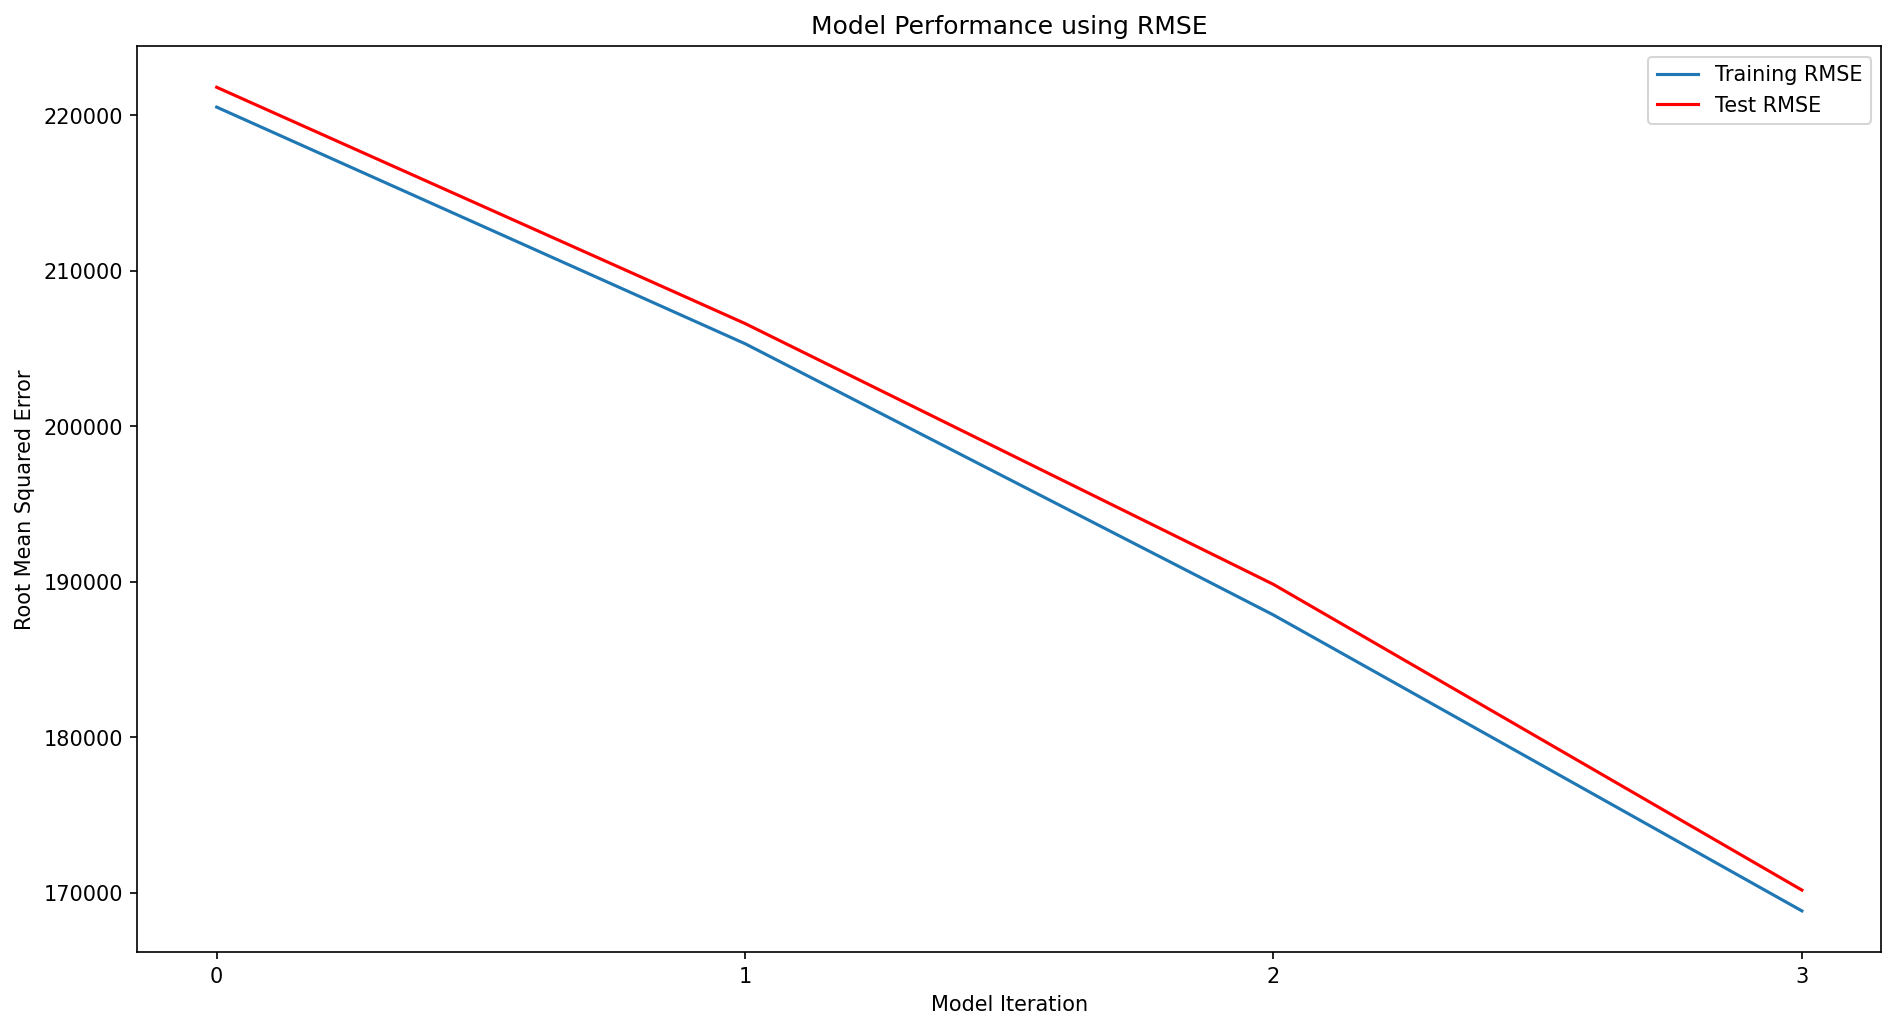 Model Performance using RMSE
Training RMSE
Test RMSE
Root Mean Squared Error
220000
210000
200000
190000
180000
170000
0 1 2 3
Model Iteration